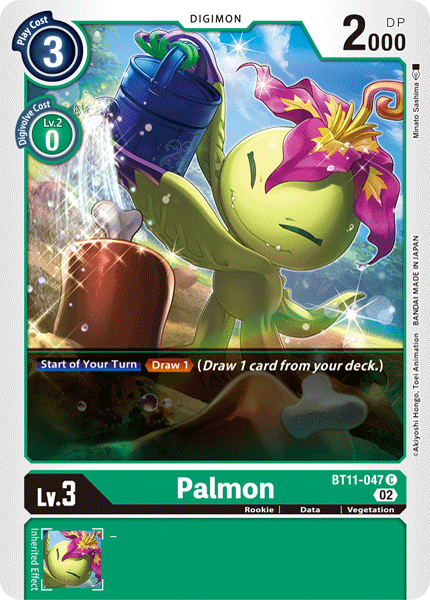 DIGIMON
Play Cost
3
DP
2000
Digivolve Cost
Lv.2
0
Minato Sashima
©Akiyoshi Hongo, Toei Animation BANDAI MADE IN JAPAN
Start of Your Turn Draw 1 (Draw 1 card from your deck.)
BT11-047 C
Lv.3 Palmon 02
Rookie | Data | Vegetation
Inherited Effect
–